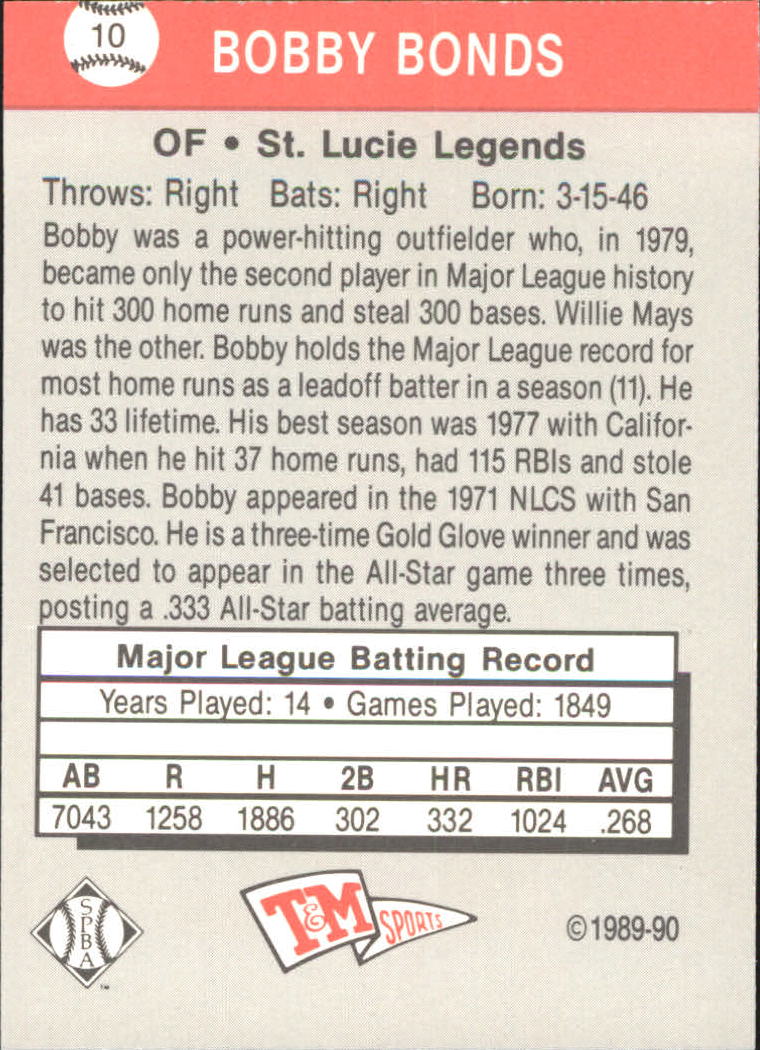 10
BOBBY BONDS
OF • St. Lucie Legends
Throws: Right Bats: Right Born: 3-15-46
Bobby was a power-hitting outfielder who, in 1979,
became only the second player in Major League history
to hit 300 home runs and steal 300 bases. Willie Mays
was the other. Bobby holds the Major League record for
most home runs as a leadoff batter in a season (11). He
has 33 lifetime. His best season was 1977 with Califor-
nia when he hit 37 home runs, had 115 RBIs and stole
41 bases. Bobby appeared in the 1971 NLCS with San
Francisco. He is a three-time Gold Glove winner and was
selected to appear in the All-Star game three times,
posting a .333 All-Star batting average.
Major League Batting Record
Years Played: 14 • Games Played: 1849
AB R H 2B HR RBI AVG
7043 1258 1886 302 332 1024 .268
SPBA
™
T&M SPORTS
©1989-90